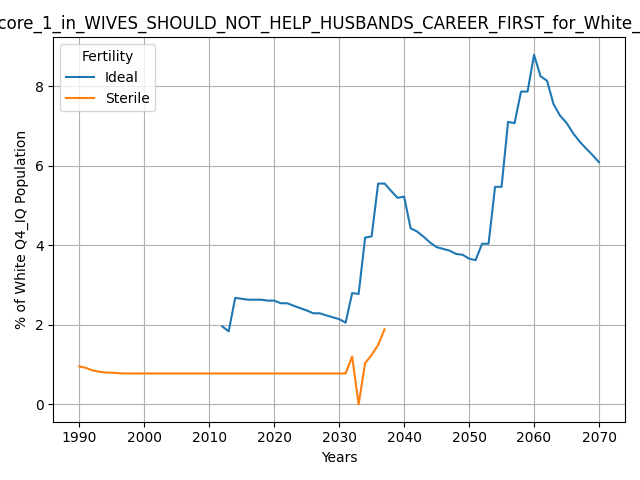 core_1_in_WIVES_SHOULD_NOT_HELP_HUSBANDS_CAREER_FIRST_for_White_
Fertility
Ideal
Sterile
% of White Q4_IQ Population
8
6
4
2
0
1990 2000 2010 2020 2030 2040 2050 2060 2070
Years